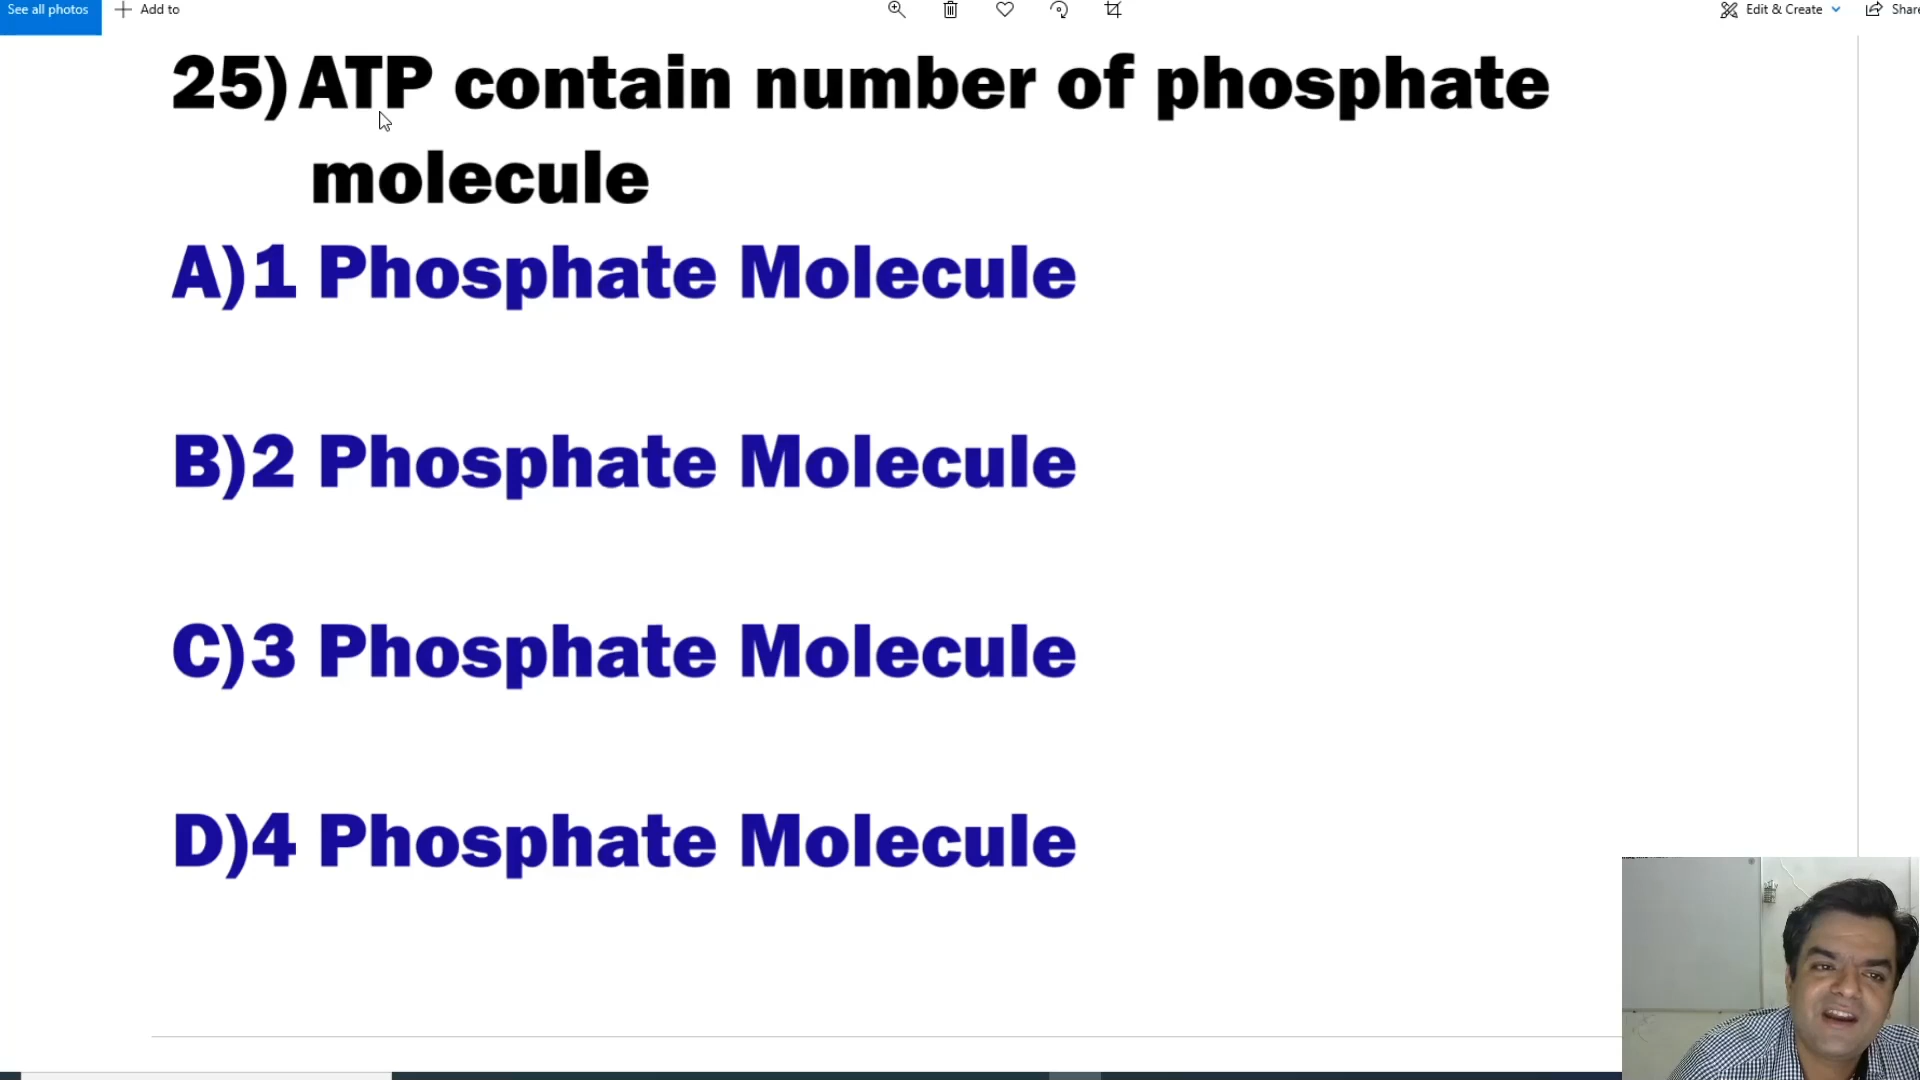 See all photos Add to Edit & Create Share
25) ATP contain number of phosphate
molecule
A)1 Phosphate Molecule
B)2 Phosphate Molecule
C)3 Phosphate Molecule
D)4 Phosphate Molecule